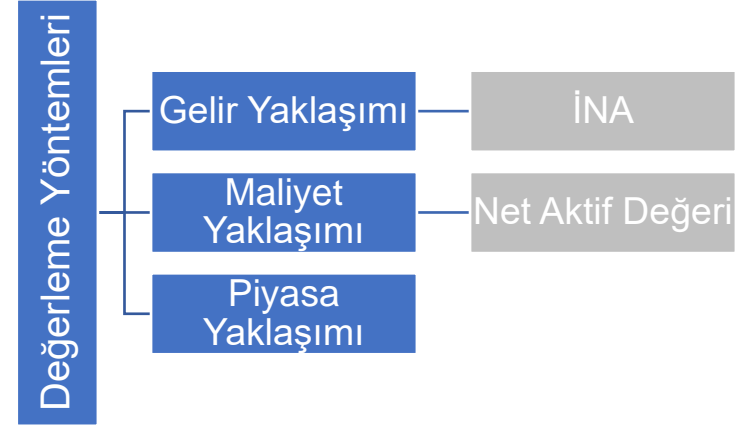 Değerleme Yöntemleri
Gelir Yaklaşımı
İNA
Maliyet
Yaklaşımı
Net Aktif Değeri
Piyasa
Yaklaşımı